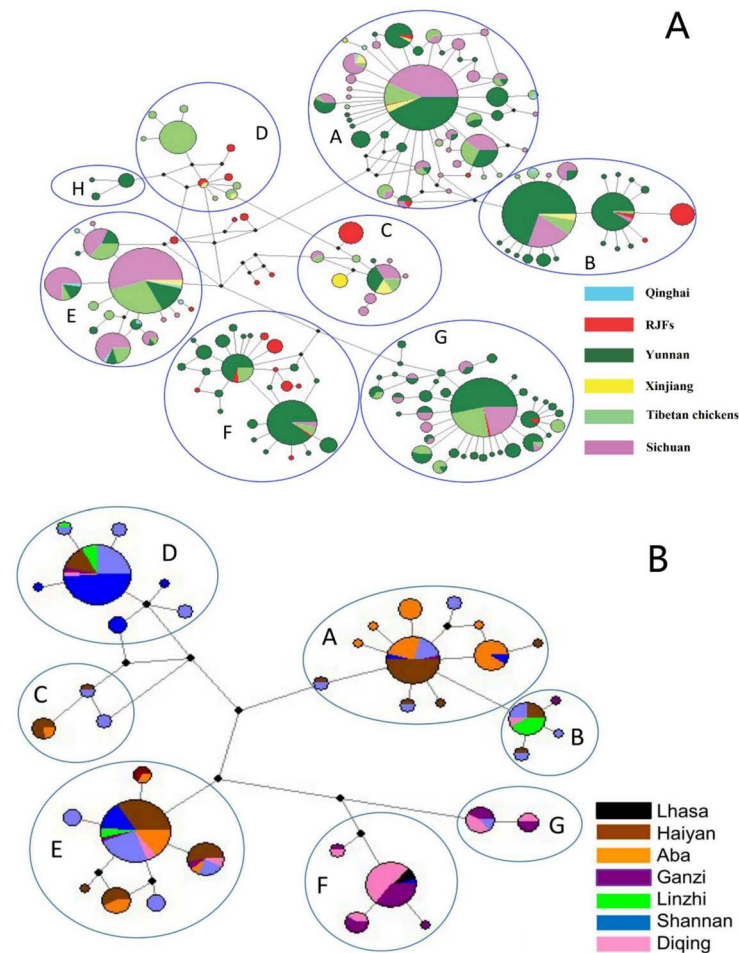 A
D
A
H
C
B
E
G
F
Qinghai
RJFs
Yunnan
Xinjiang
Tibetan chickens
Sichuan
B
D
A
C
B
E
G
F
Lhasa
Haiyan
Aba
Ganzi
Linzhi
Shannan
Diqing